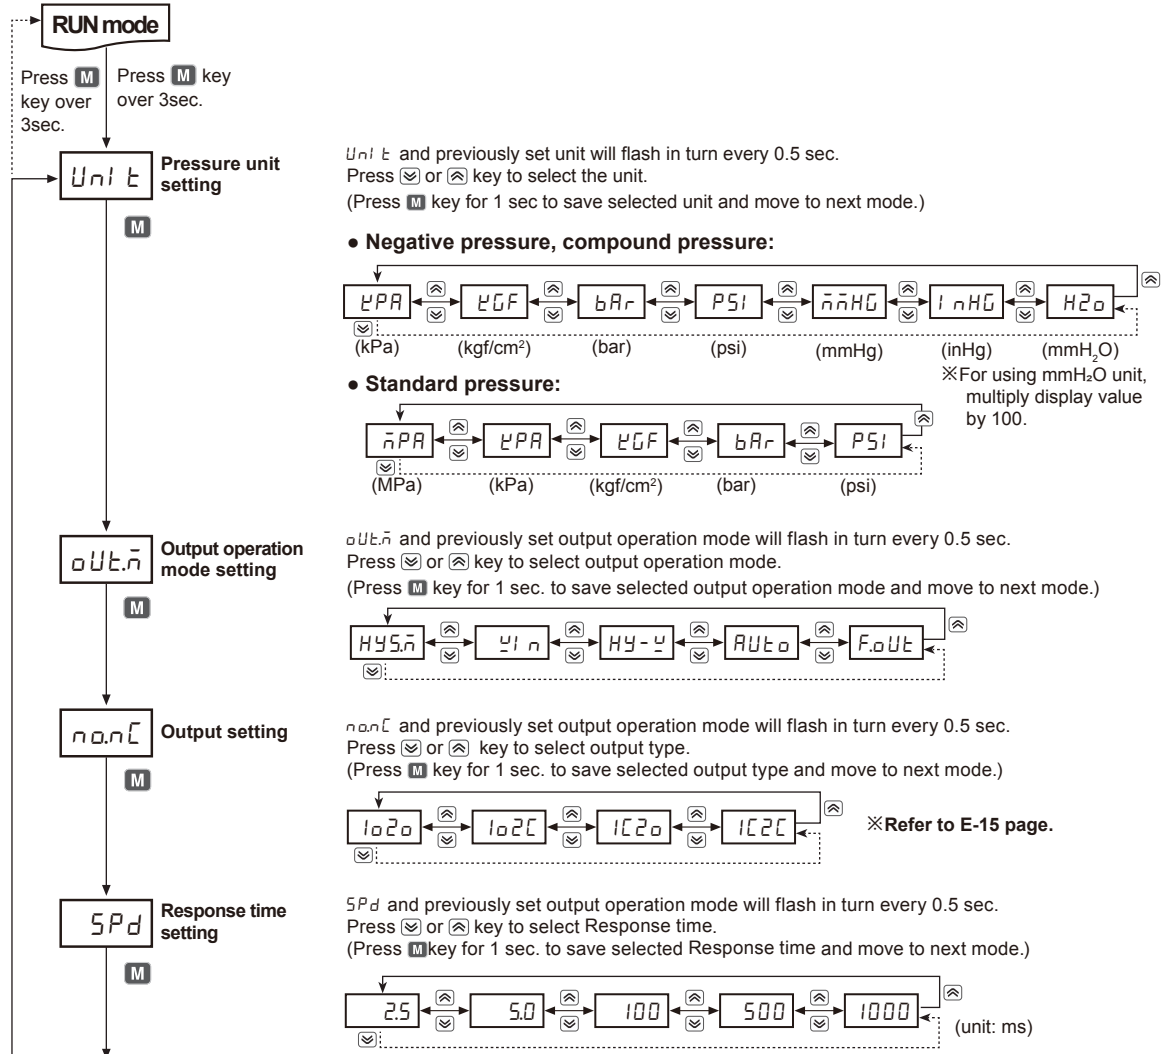 RUN mode
Press M key over 3sec.
Press M key over 3sec.
UnIt
Pressure unit setting
M
UnIt and previously set unit will flash in turn every 0.5 sec.
Press or key to select the unit.
(Press M key for 1 sec to save selected unit and move to next mode.)
● Negative pressure, compound pressure:
kPA kGF bAr PSI mmHG InHG H2o
(kPa) (kgf/cm²) (bar) (psi) (mmHg) (inHg) (mmH₂O)
※For using mmH₂O unit,
multiply display value
by 100.
● Standard pressure:
mPA kPA kGF bAr PSI
(MPa) (kPa) (kgf/cm²) (bar) (psi)
oUt.m
Output operation mode setting
M
oUt.m and previously set output operation mode will flash in turn every 0.5 sec.
Press or key to select output operation mode.
(Press M key for 1 sec. to save selected output operation mode and move to next mode.)
HYS.m WIn HY-W AUto F.oUt
no.nC
Output setting
M
no.nC and previously set output operation mode will flash in turn every 0.5 sec.
Press or key to select output type.
(Press M key for 1 sec. to save selected output type and move to next mode.)
1o2o 1o2C 1C2o 1C2C
※Refer to E-15 page.
SPd
Response time setting
M
SPd and previously set output operation mode will flash in turn every 0.5 sec.
Press or key to select Response time.
(Press M key for 1 sec. to save selected Response time and move to next mode.)
2.5 5.0 100 500 1000
(unit: ms)